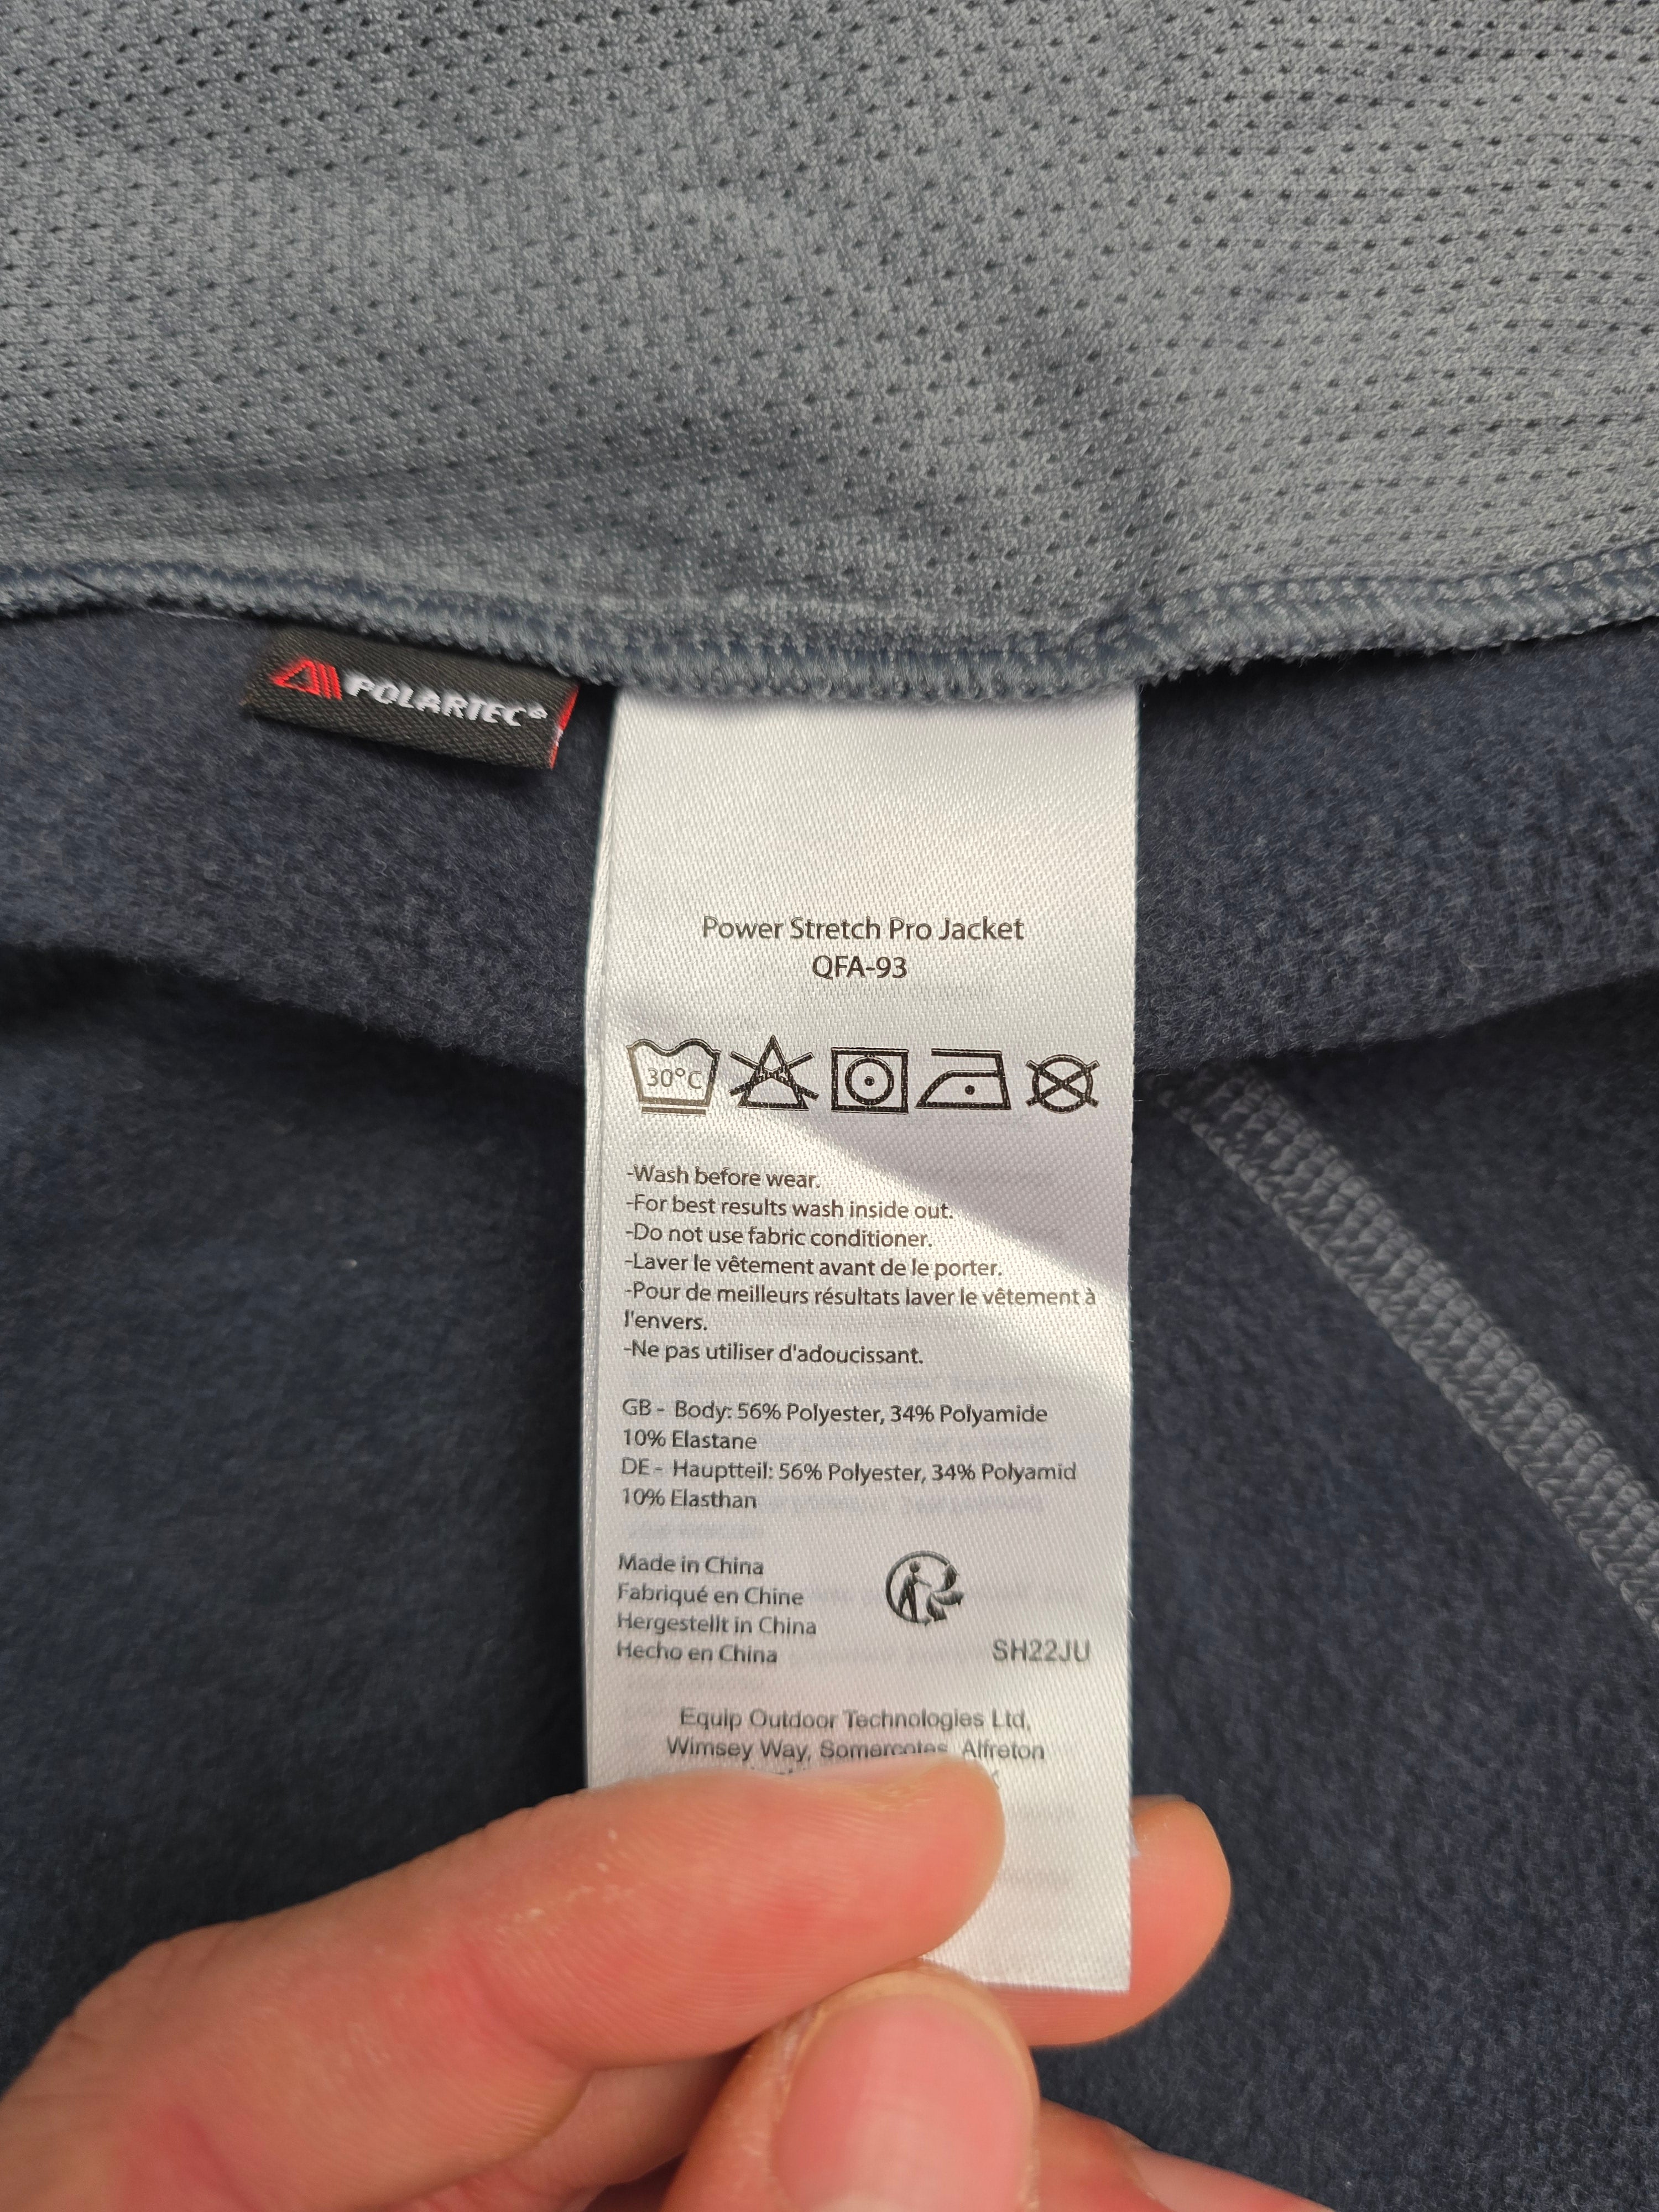 POLARTEC®
Power Stretch Pro Jacket
QFA-93
30°C
-Wash before wear.
-For best results wash inside out.
-Do not use fabric conditioner.
-Laver le vêtement avant de le porter.
-Pour de meilleurs résultats laver le vêtement à
l'envers.
-Ne pas utiliser d'adoucissant.
GB - Body: 56% Polyester, 34% Polyamide
10% Elastane
DE - Hauptteil: 56% Polyester, 34% Polyamid
10% Elasthan
Made in China
Fabriqué en Chine
Hergestellt in China
Hecho en China
SH22JU
Equip Outdoor Technologies Ltd,
Wimsey Way, Somercotes, Alfreton